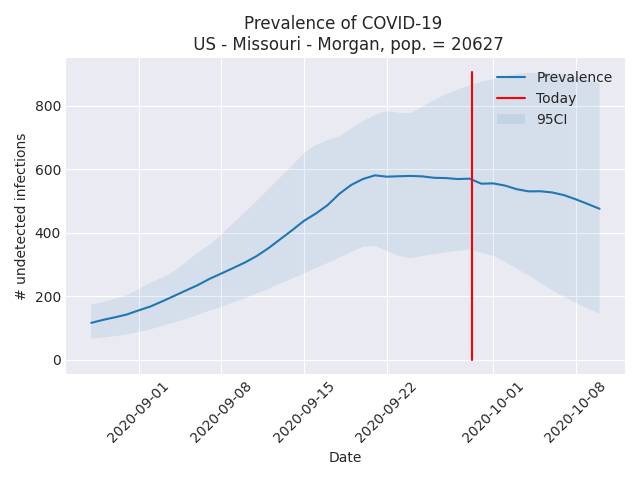 Prevalence of COVID-19
US - Missouri - Morgan, pop. = 20627
Prevalence
Today
95CI
# undetected infections
800
600
400
200
0
2020-09-01
2020-09-08
2020-09-15
2020-09-22
2020-10-01
2020-10-08
Date